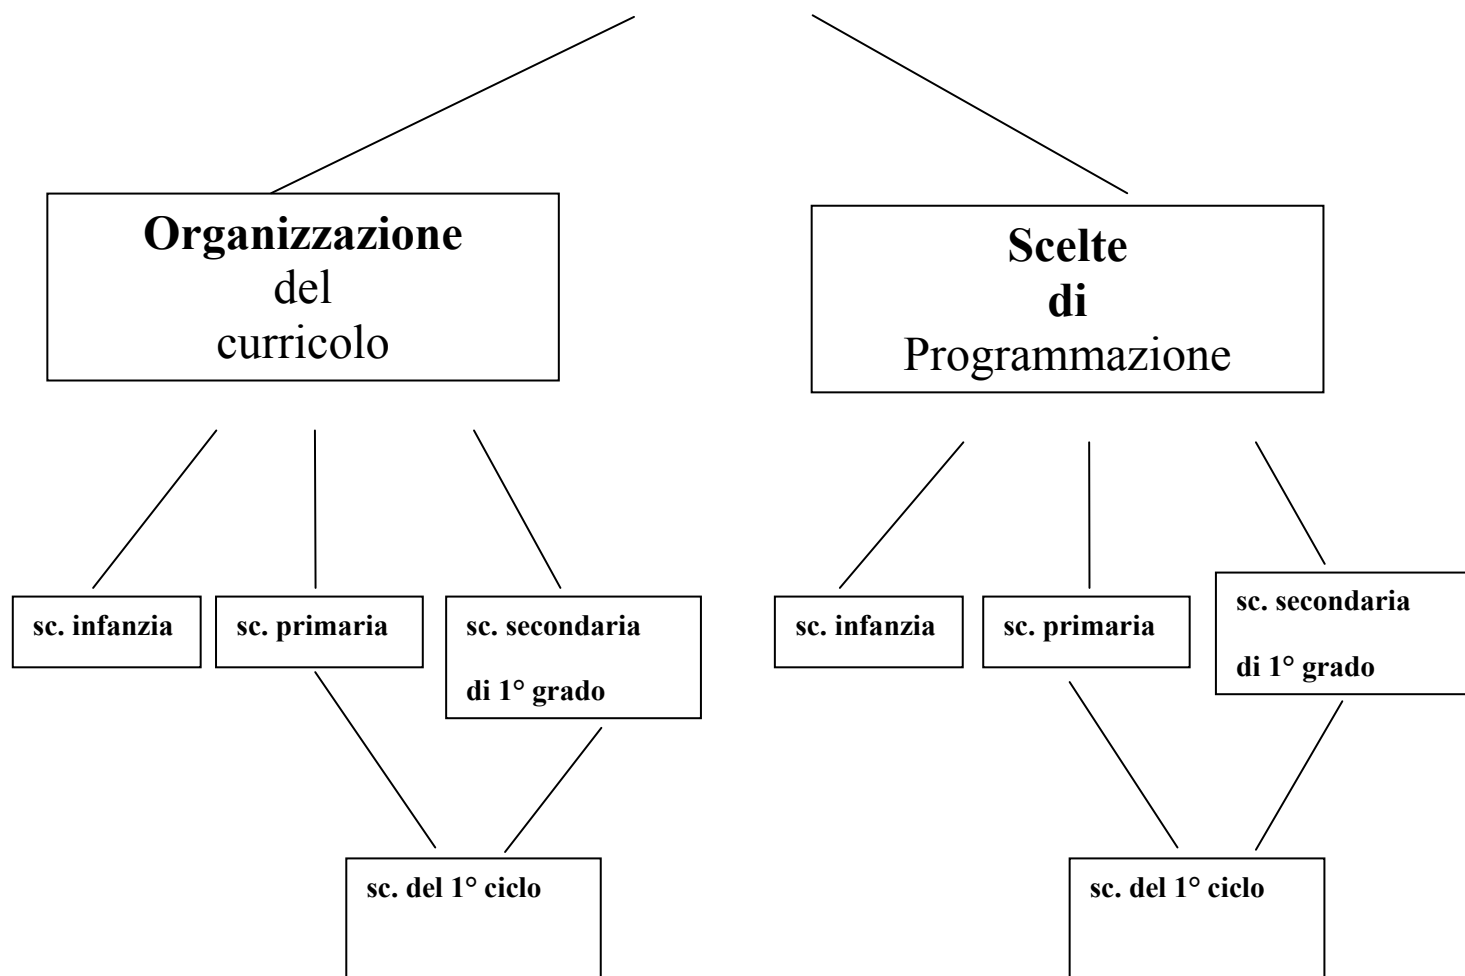 Organizzazione
del
curricolo
Scelte
di
Programmazione
sc. infanzia
sc. primaria
sc. secondaria
di 1° grado
sc. infanzia
sc. primaria
sc. secondaria
di 1° grado
sc. del 1° ciclo
sc. del 1° ciclo